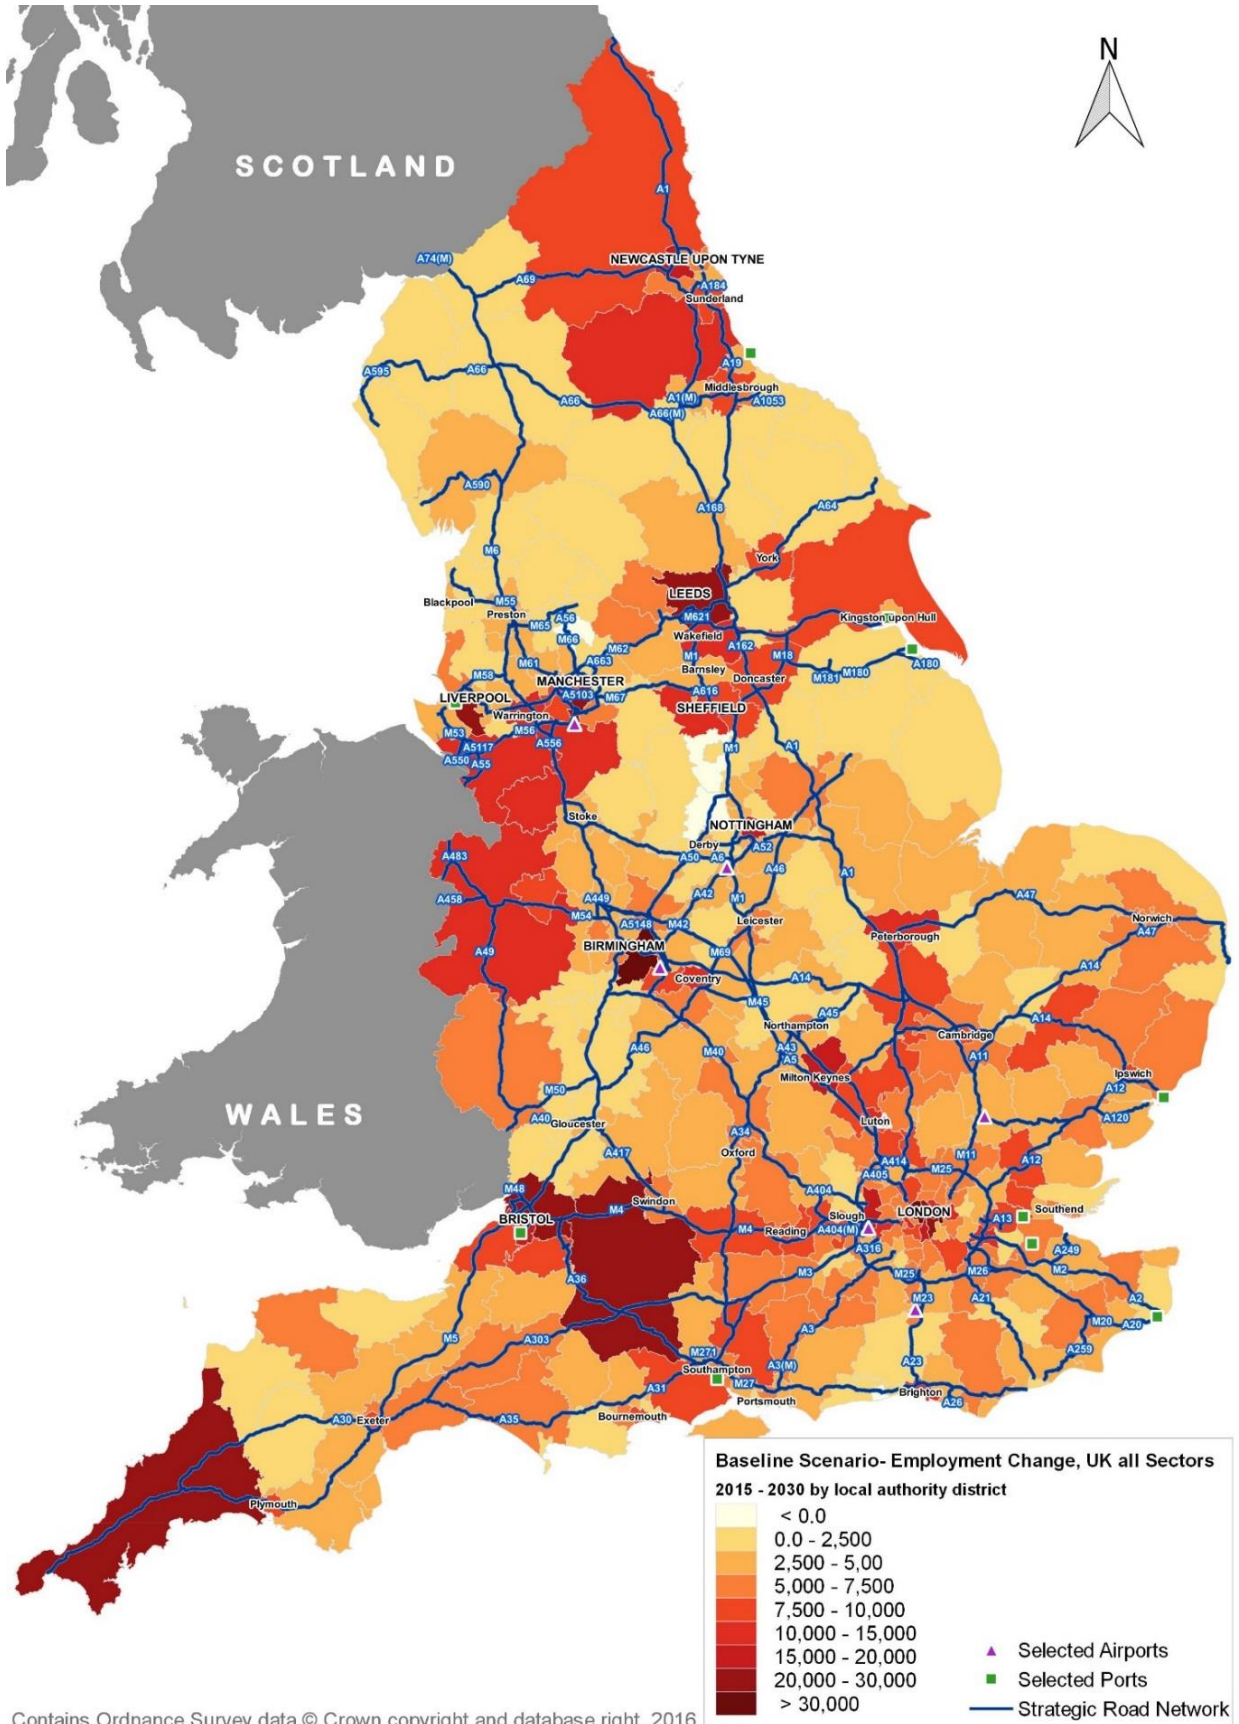 N
SCOTLAND
A1
A74(M)
NEWCASTLE UPON TYNE
A69
A184
Sunderland
A19
A595
A66
Middlesbrough
A66
A1(M)
A1053
A66(M)
A590
A168
A64
M6
York
LEEDS
Blackpool
M55
Preston
A56
M621
Kingston upon Hull
M65
M66
Wakefield
A162
M62
M18
A663
M1
M61
Barnsley
A180
M58
MANCHESTER
Doncaster
M181
M180
A5103
M67
A616
LIVERPOOL
SHEFFIELD
Warrington
M53
M56
A5117
A556
M1
A1
A550
A55
Stoke
NOTTINGHAM
Derby
A52
A483
A50
A6
A46
A1
A458
A449
A42
M1
A47
M54
A5148
M42
Leicester
Norwich
A47
BIRMINGHAM
Peterborough
A49
M69
A14
Coventry
A14
M45
A45
A14
Northampton
Cambridge
A46
M40
A43
A5
A11
Milton Keynes
Ipswich
M50
A12
WALES
A40
Gloucester
Luton
A120
A34
A417
Oxford
M11
A12
A414
M25
A405
M48
A404
Swindon
BRISTOL
M4
Slough
LONDON
Southend
A13
M4
Reading
A404(M)
A316
A249
A36
M3
M25
M26
M2
M23
A21
A2
M5
A303
A3
M20
A20
M271
A259
Southampton
A3(M)
A23
A31
M27
Brighton
Portsmouth
A26
A30
Exeter
A35
Bournemouth
Plymouth
Baseline Scenario- Employment Change, UK all Sectors
2015 - 2030 by local authority district
< 0.0
0.0 - 2,500
2,500 - 5,00
5,000 - 7,500
7,500 - 10,000
10,000 - 15,000
15,000 - 20,000
20,000 - 30,000
> 30,000
Selected Airports
Selected Ports
Strategic Road Network
Contains Ordnance Survey data © Crown copyright and database right 2016